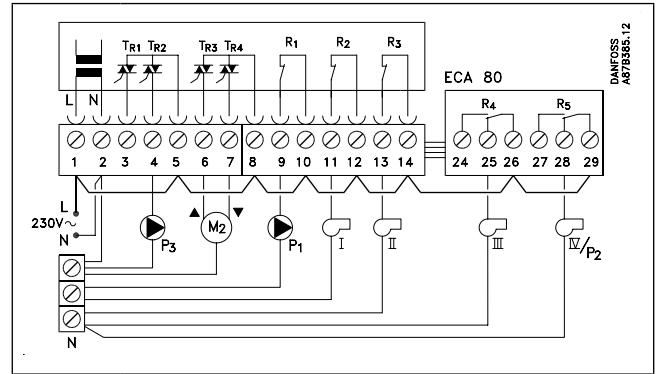 TR1 TR2 TR3 TR4 R1 R2 R3
DANFOSS
A87B385.12
ECA 80
L N
R4 R5
1 2 3 4 5 6 7 8 9 10 11 12 13 14 24 25 26 27 28 29
L
230V~
N
P3 M2 P1 I II III IV/P2
N